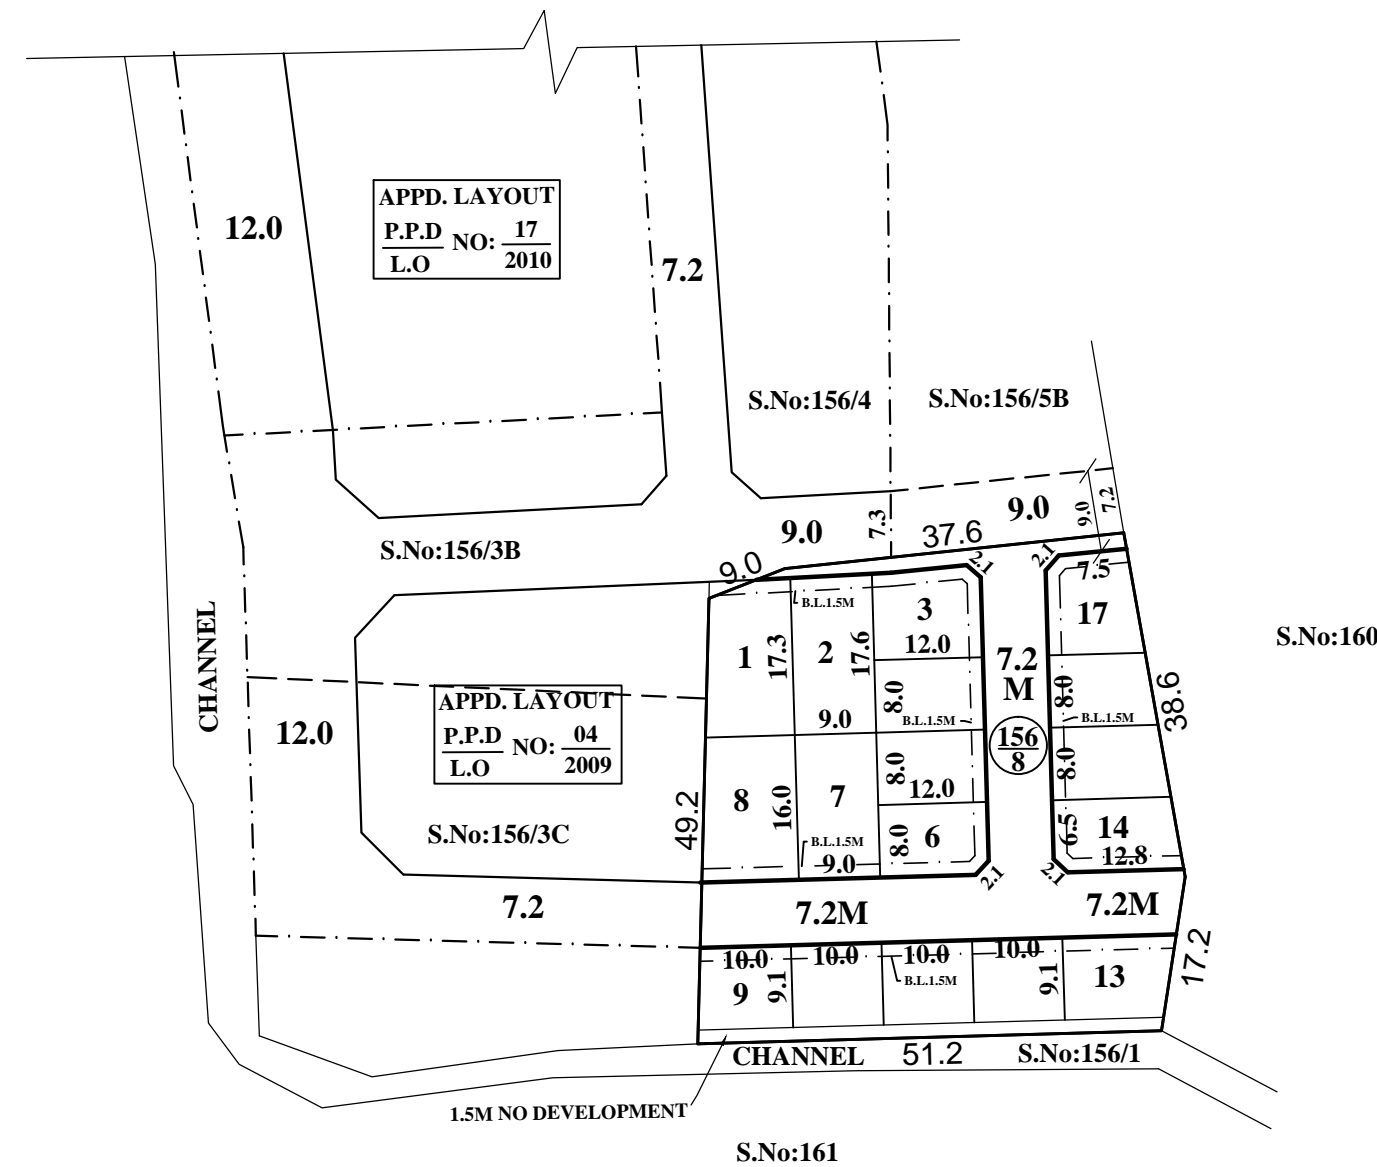 APPD. LAYOUT
P.P.D
L.O
NO:
17
2010
12.0
7.2
S.No:156/4
S.No:156/5B
9.0
7.2
9.0
7.3
9.0
37.6
S.No:156/3B
9.0
2.1
2.1
7.5
B.L.1.5M
3
17
CHANNEL
S.No:160
1
17.3
2
17.6
12.0
7.2
M
8.0
8.0
38.6
9.0
B.L.1.5M
B.L.1.5M
APPD. LAYOUT
P.P.D
L.O
NO:
04
2009
12.0
156
8
8.0
8.0
12.0
8
16.0
7
49.2
S.No:156/3C
B.L.1.5M
9.0
8.0
6
6.5
14
12.8
2.1
2.1
7.2
7.2M
7.2M
10.0
10.0
10.0
10.0
17.2
9
9.1
B.L.1.5M
9.1
13
CHANNEL
51.2
S.No:156/1
1.5M NO DEVELOPMENT
S.No:161